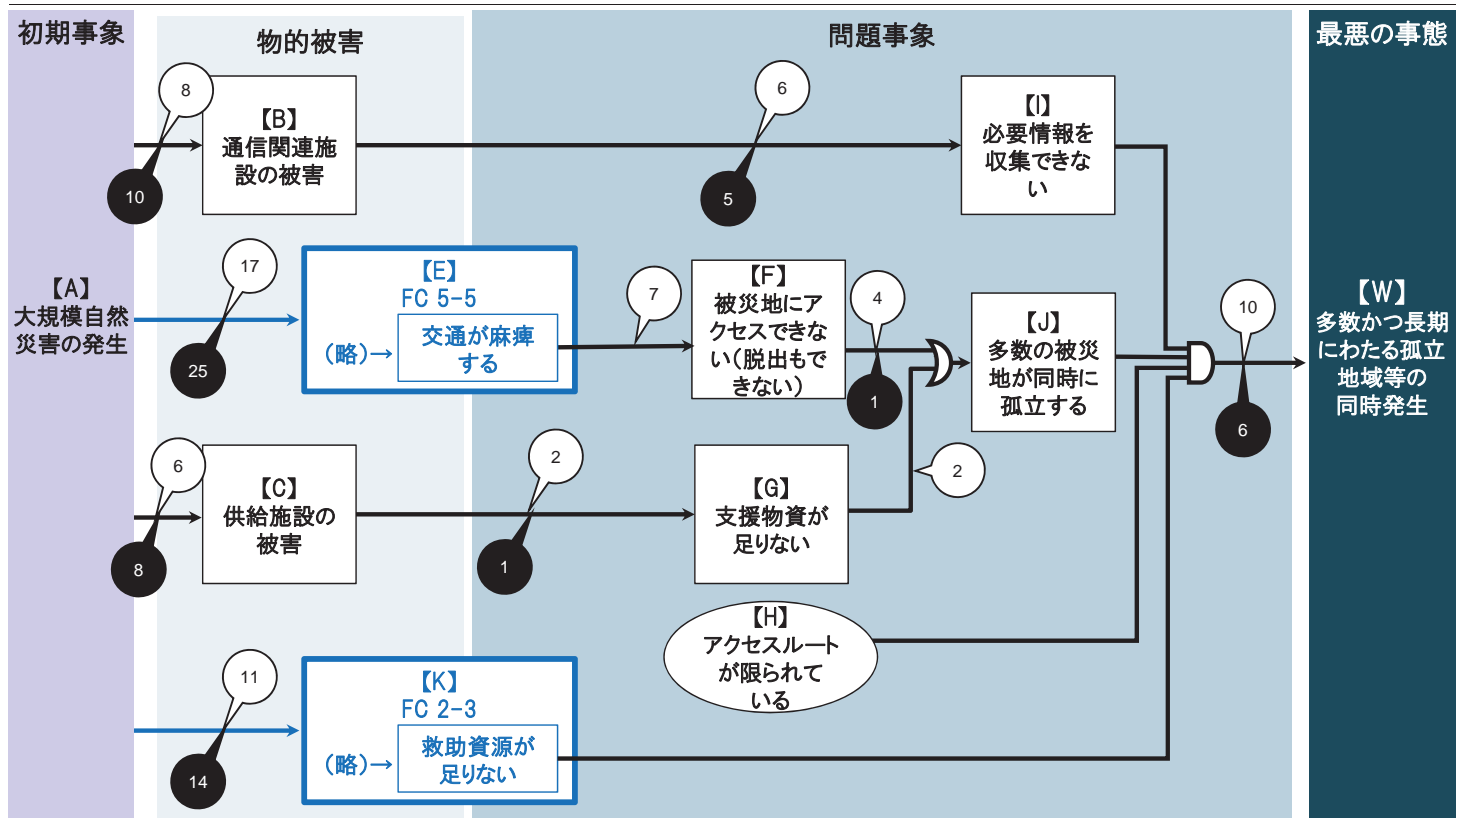 初期事象
物的被害
問題事象
最悪の事態
8
【B】
通信関連施
設の被害
10
6
5
【I】
必要情報を
収集できな
い
【A】
大規模自然
災害の発生
17
25
【E】
FC 5-5
(略)→
交通が麻痺
する
7
【F】
被災地にア
クセスできな
い(脱出もで
きない)
4
1
【J】
多数の被災
地が同時に
孤立する
10
6
【W】
多数かつ長期
にわたる孤立
地域等の
同時発生
6
8
【C】
供給施設の
被害
2
1
【G】
支援物資が
足りない
2
【H】
アクセスルート
が限られて
いる
11
14
【K】
FC 2-3
(略)→
救助資源が
足りない